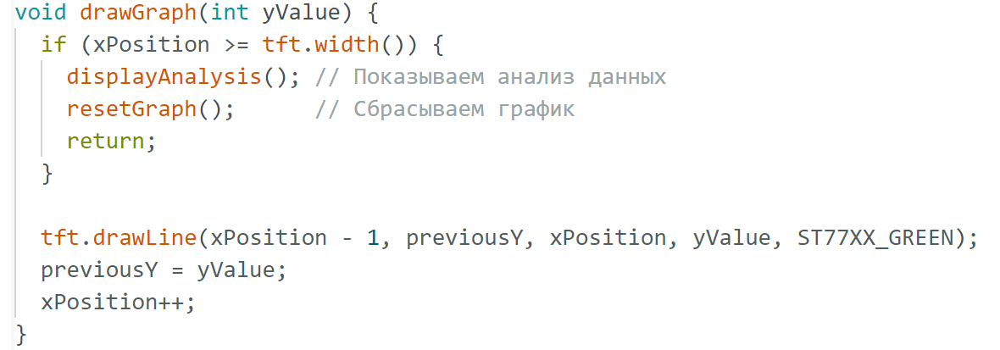 void drawGraph(int yValue) {
  if (xPosition >= tft.width()) {
    displayAnalysis(); // Показываем анализ данных
    resetGraph();      // Сбрасываем график
    return;
  }

  tft.drawLine(xPosition - 1, previousY, xPosition, yValue, ST77XX_GREEN);
  previousY = yValue;
  xPosition++;
}